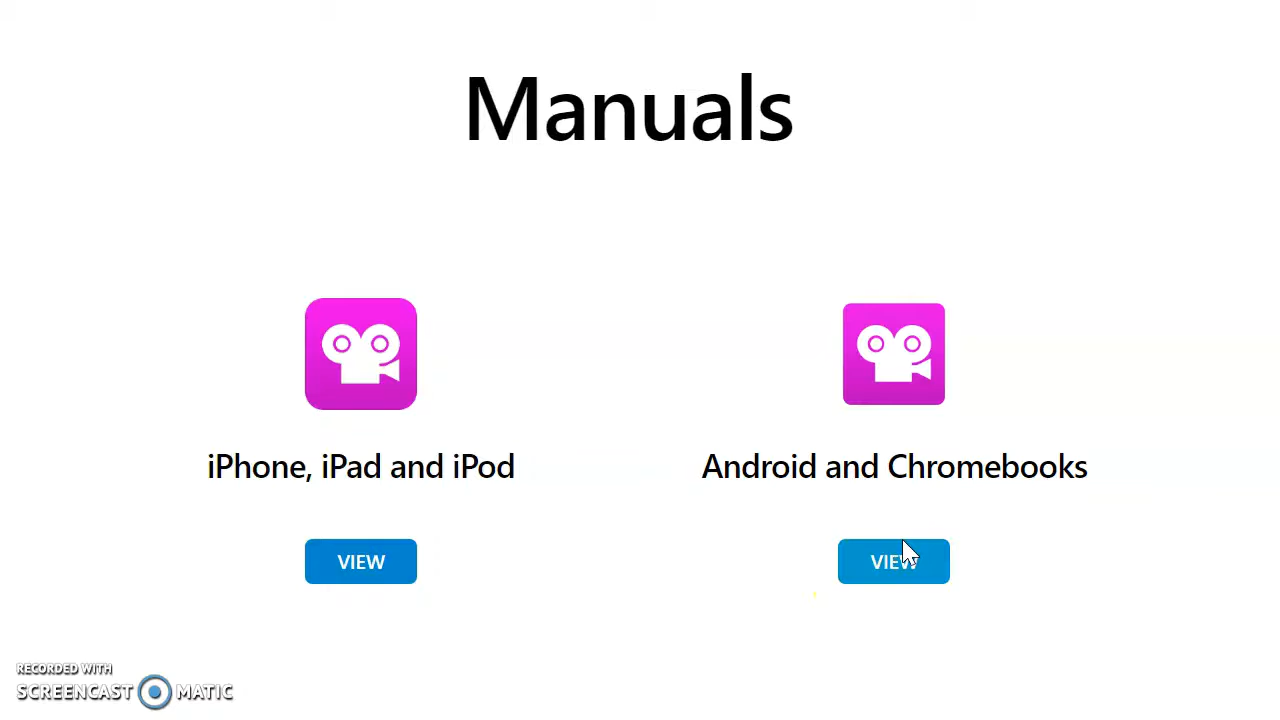 Manuals
iPhone, iPad and iPod
Android and Chromebooks
VIEW
VIEW
RECORDED WITH
SCREENCAST MATIC